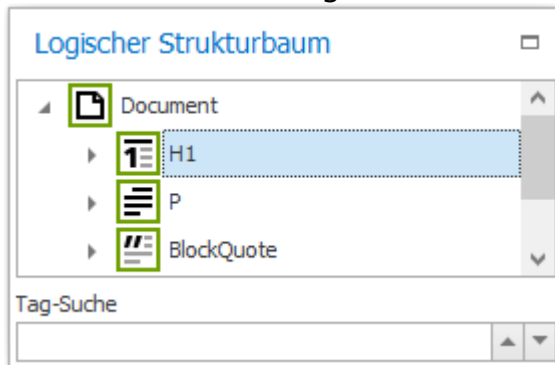 Logischer Strukturbaum
Document
H1
P
BlockQuote
Tag-Suche